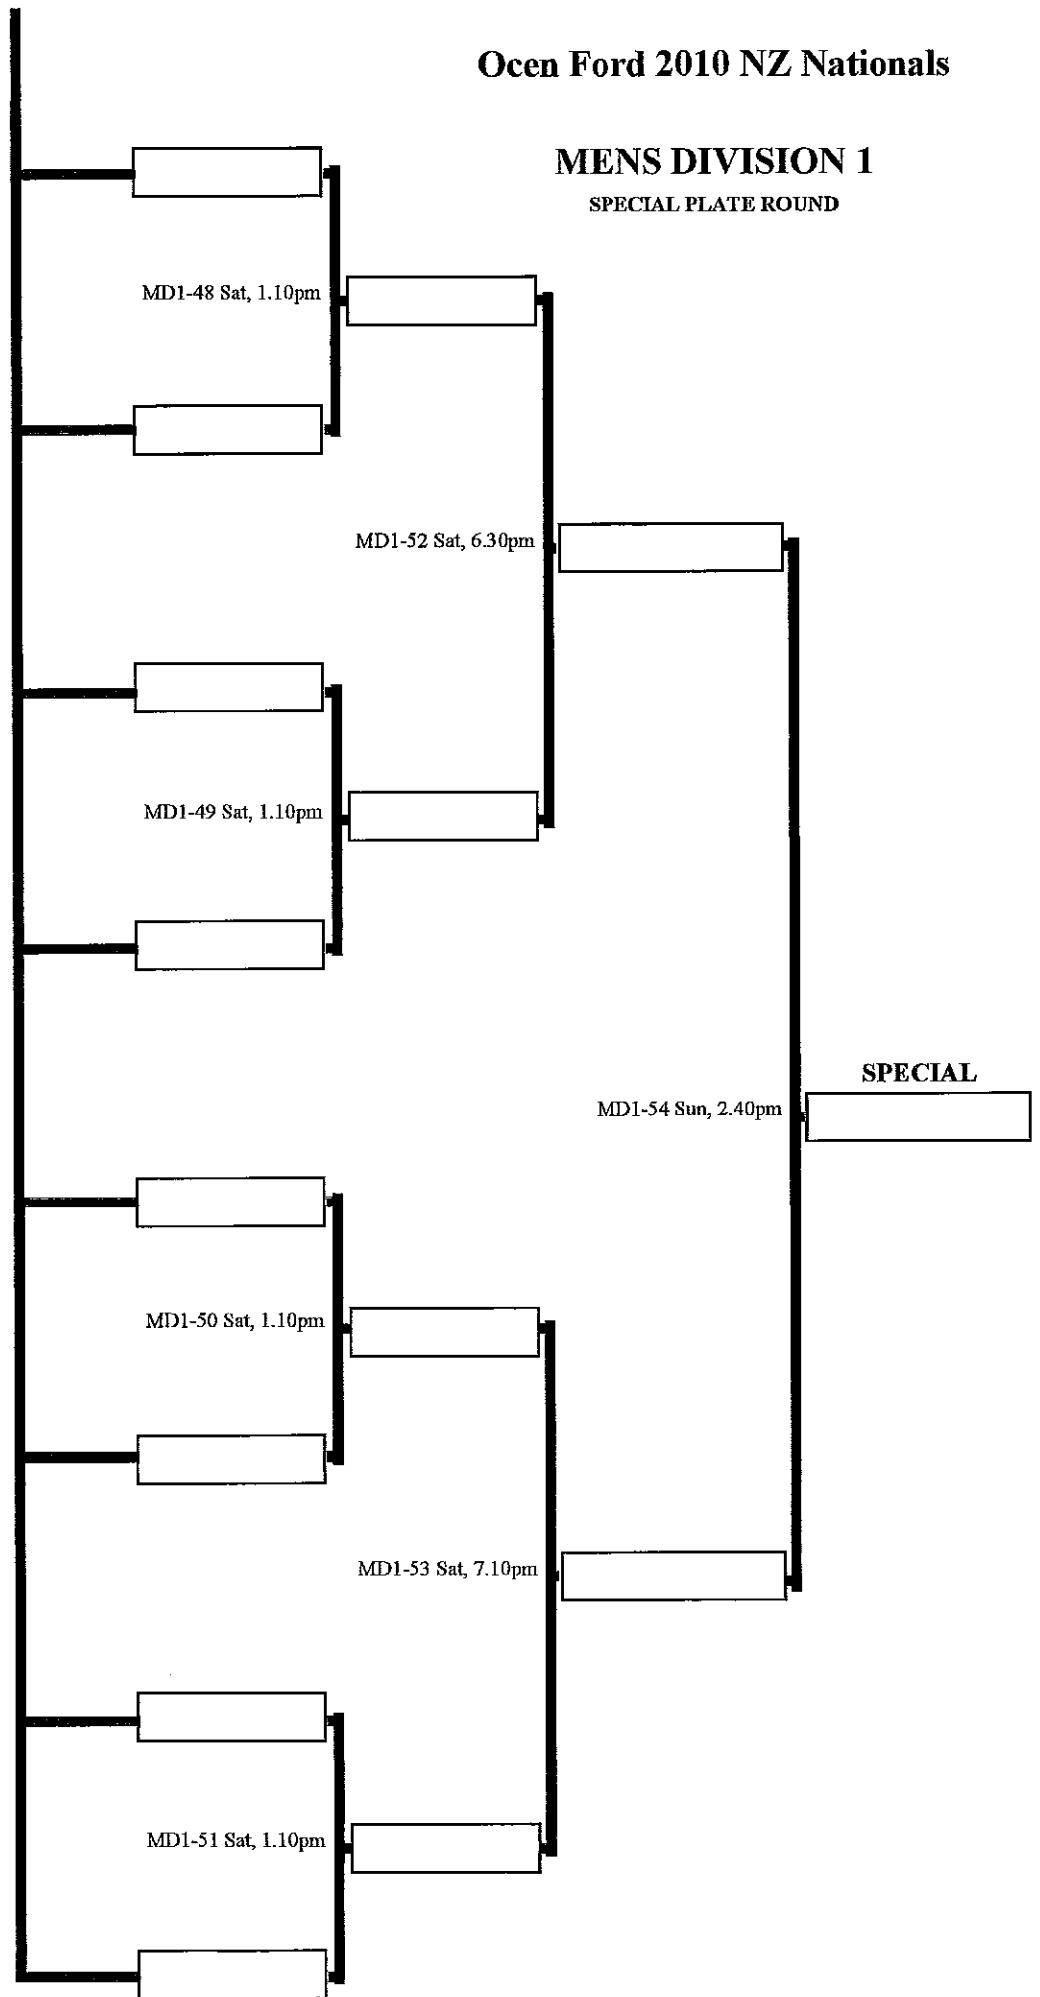 Ocen Ford 2010 NZ Nationals
MENS DIVISION 1
SPECIAL PLATE ROUND
MD1-48 Sat, 1.10pm
MD1-52 Sat, 6.30pm
MD1-49 Sat, 1.10pm
SPECIAL
MD1-54 Sun, 2.40pm
MD1-50 Sat, 1.10pm
MD1-53 Sat, 7.10pm
MD1-51 Sat, 1.10pm